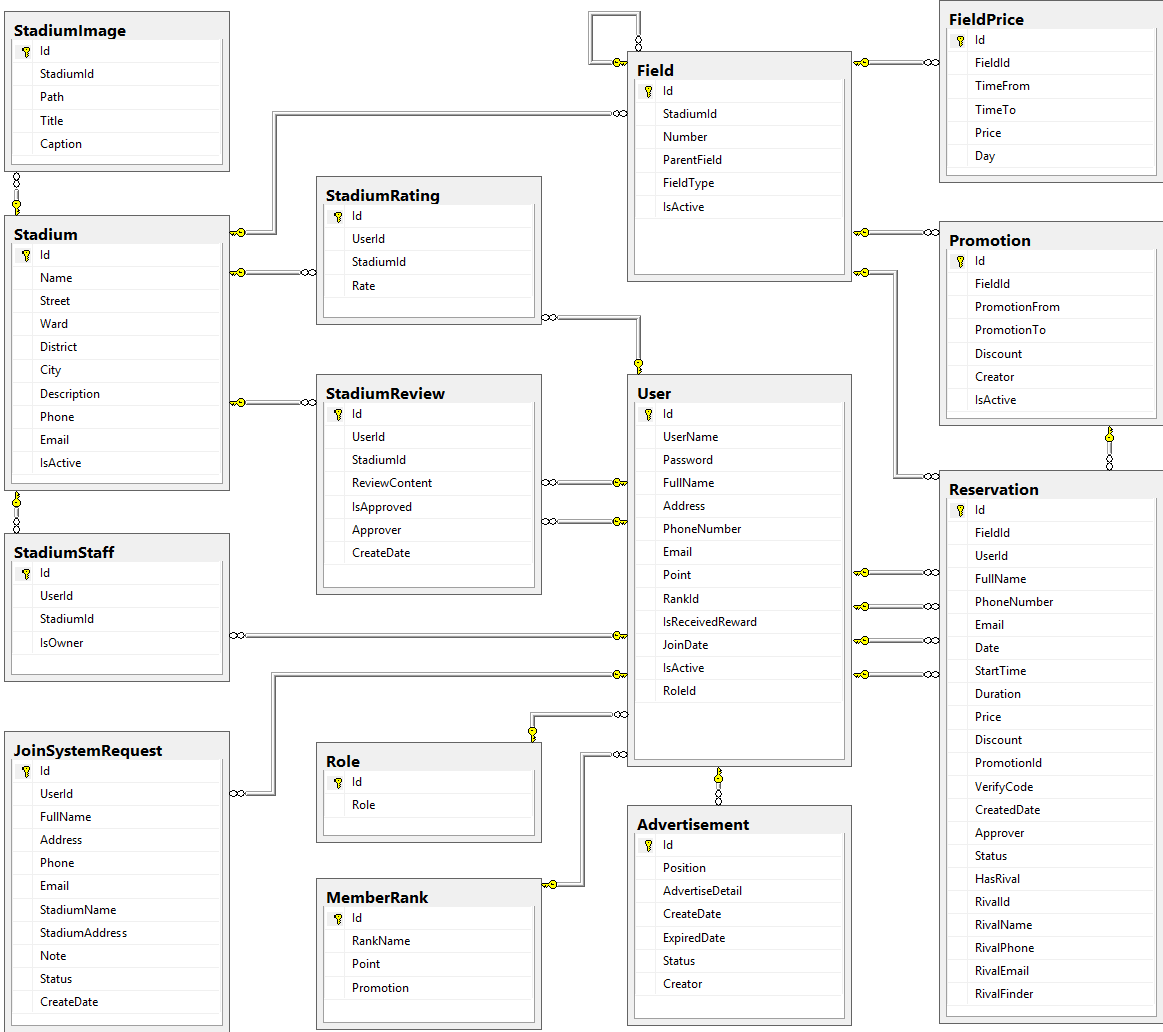 StadiumImage
Id
StadiumId
Path
Title
Caption
Stadium
Id
Name
Street
Ward
District
City
Description
Phone
Email
IsActive
StadiumStaff
Id
UserId
StadiumId
IsOwner
JoinSystemRequest
Id
UserId
FullName
Address
Phone
Email
StadiumName
StadiumAddress
Note
Status
CreateDate
StadiumRating
Id
UserId
StadiumId
Rate
StadiumReview
Id
UserId
StadiumId
ReviewContent
IsApproved
Approver
CreateDate
Role
Id
Role
MemberRank
Id
RankName
Point
Promotion
Field
Id
StadiumId
Number
ParentField
FieldType
IsActive
User
Id
UserName
Password
FullName
Address
PhoneNumber
Email
Point
RankId
IsReceivedReward
JoinDate
IsActive
RoleId
Advertisement
Id
Position
AdvertiseDetail
CreateDate
ExpiredDate
Status
Creator
FieldPrice
Id
FieldId
TimeFrom
TimeTo
Price
Day
Promotion
Id
FieldId
PromotionFrom
PromotionTo
Discount
Creator
IsActive
Reservation
Id
FieldId
UserId
FullName
PhoneNumber
Email
Date
StartTime
Duration
Price
Discount
PromotionId
VerifyCode
CreatedDate
Approver
Status
HasRival
RivalId
RivalName
RivalPhone
RivalEmail
RivalFinder